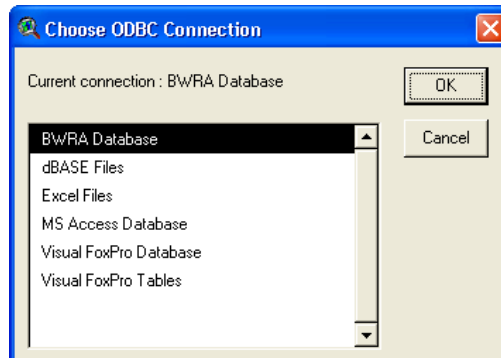 Choose ODBC Connection
Current connection : BWRA Database
OK
Cancel
BWRA Database
dBASE Files
Excel Files
MS Access Database
Visual FoxPro Database
Visual FoxPro Tables